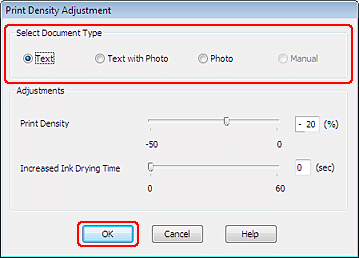 Print Density Adjustment
Select Document Type
Text Text with Photo Photo Manual
Adjustments
Print Density - 20 (%)
-50 0
Increased Ink Drying Time 0 (sec)
0 60
OK Cancel Help